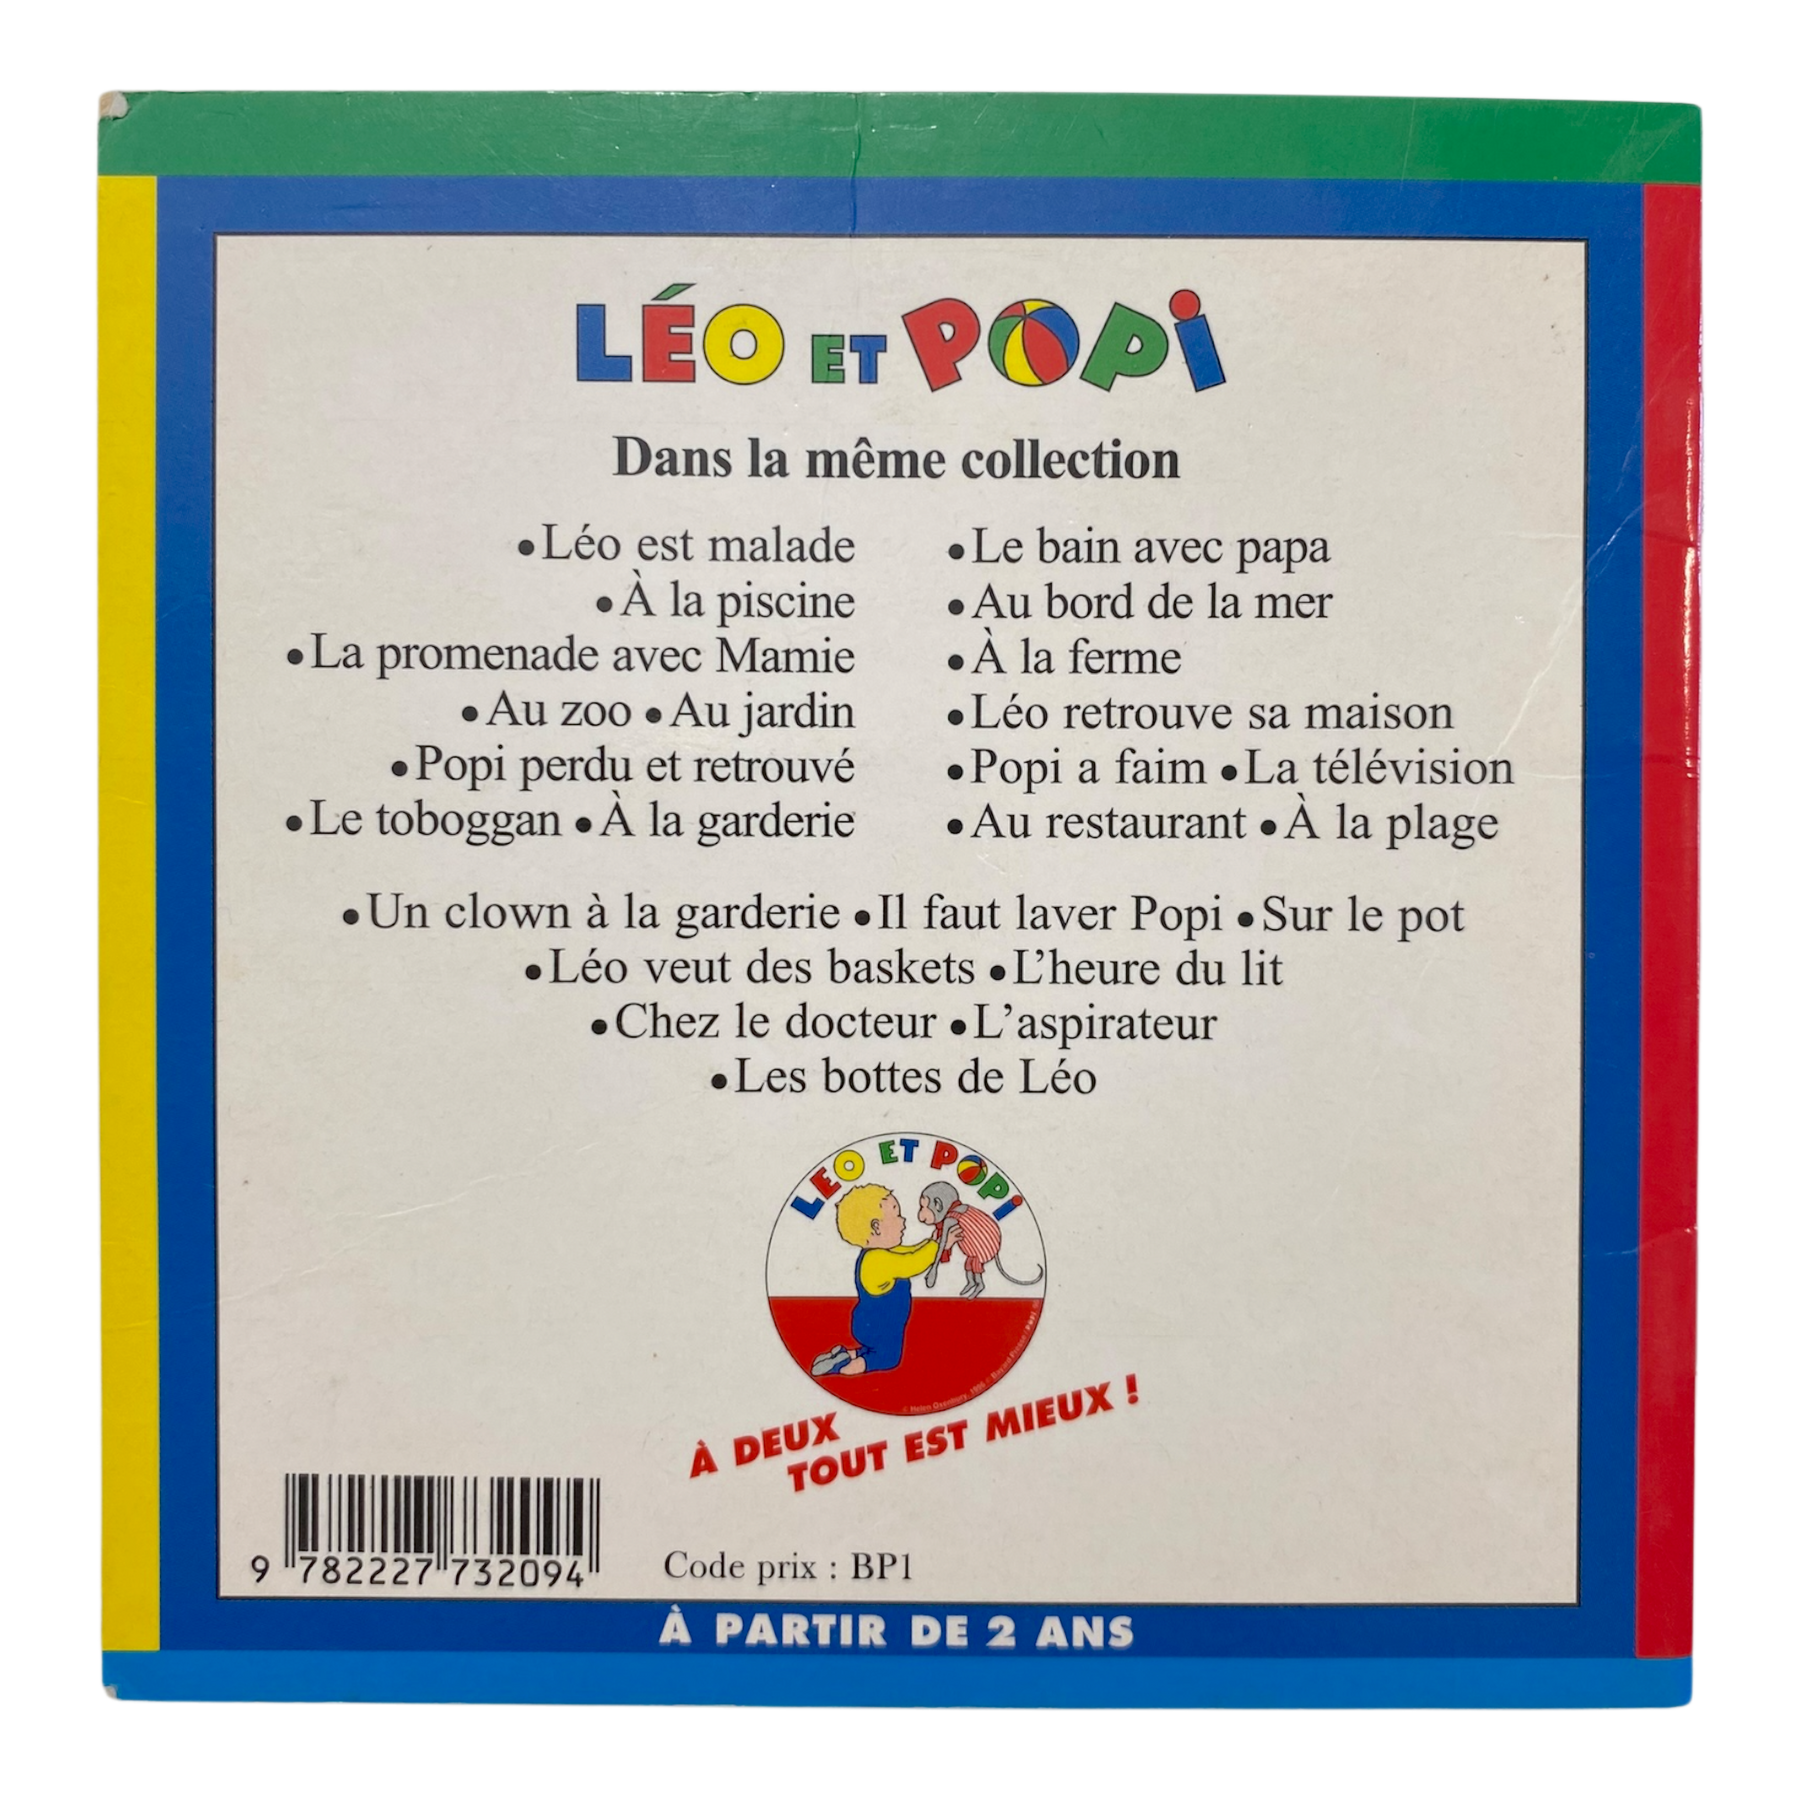 LÉO ET POPi
Dans la même collection
•Léo est malade
•À la piscine
•La promenade avec Mamie
•Au zoo •Au jardin
•Popi perdu et retrouvé
•Le toboggan •À la garderie
•Le bain avec papa
•Au bord de la mer
•À la ferme
•Léo retrouve sa maison
•Popi a faim •La télévision
•Au restaurant •À la plage
•Un clown à la garderie •Il faut laver Popi •Sur le pot
•Léo veut des baskets •L'heure du lit
•Chez le docteur •L'aspirateur
•Les bottes de Léo
LEO ET POPi
© Helen Oxenbury,
À DEUX
TOUT EST MIEUX !
9 782227 732094
Code prix : BP1
À PARTIR DE 2 ANS